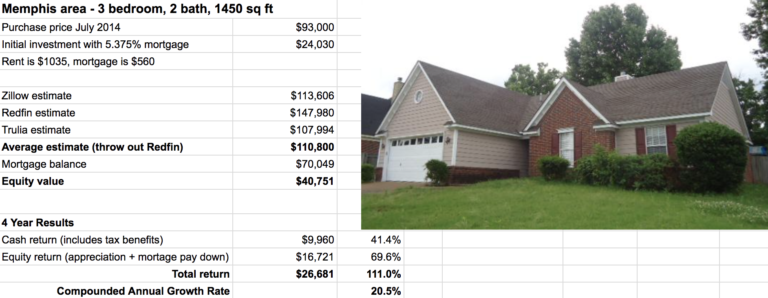 Memphis area - 3 bedroom, 2 bath, 1450 sq ft
Purchase price July 2014 $93,000
Initial investment with 5.375% mortgage $24,030
Rent is $1035, mortgage is $560
Zillow estimate $113,606
Redfin estimate $147,980
Trulia estimate $107,994
Average estimate (throw out Redfin) $110,800
Mortgage balance $70,049
Equity value $40,751
4 Year Results
Cash return (includes tax benefits) $9,960 41.4%
Equity return (appreciation + mortage pay down) $16,721 69.6%
Total return $26,681 111.0%
Compounded Annual Growth Rate 20.5%